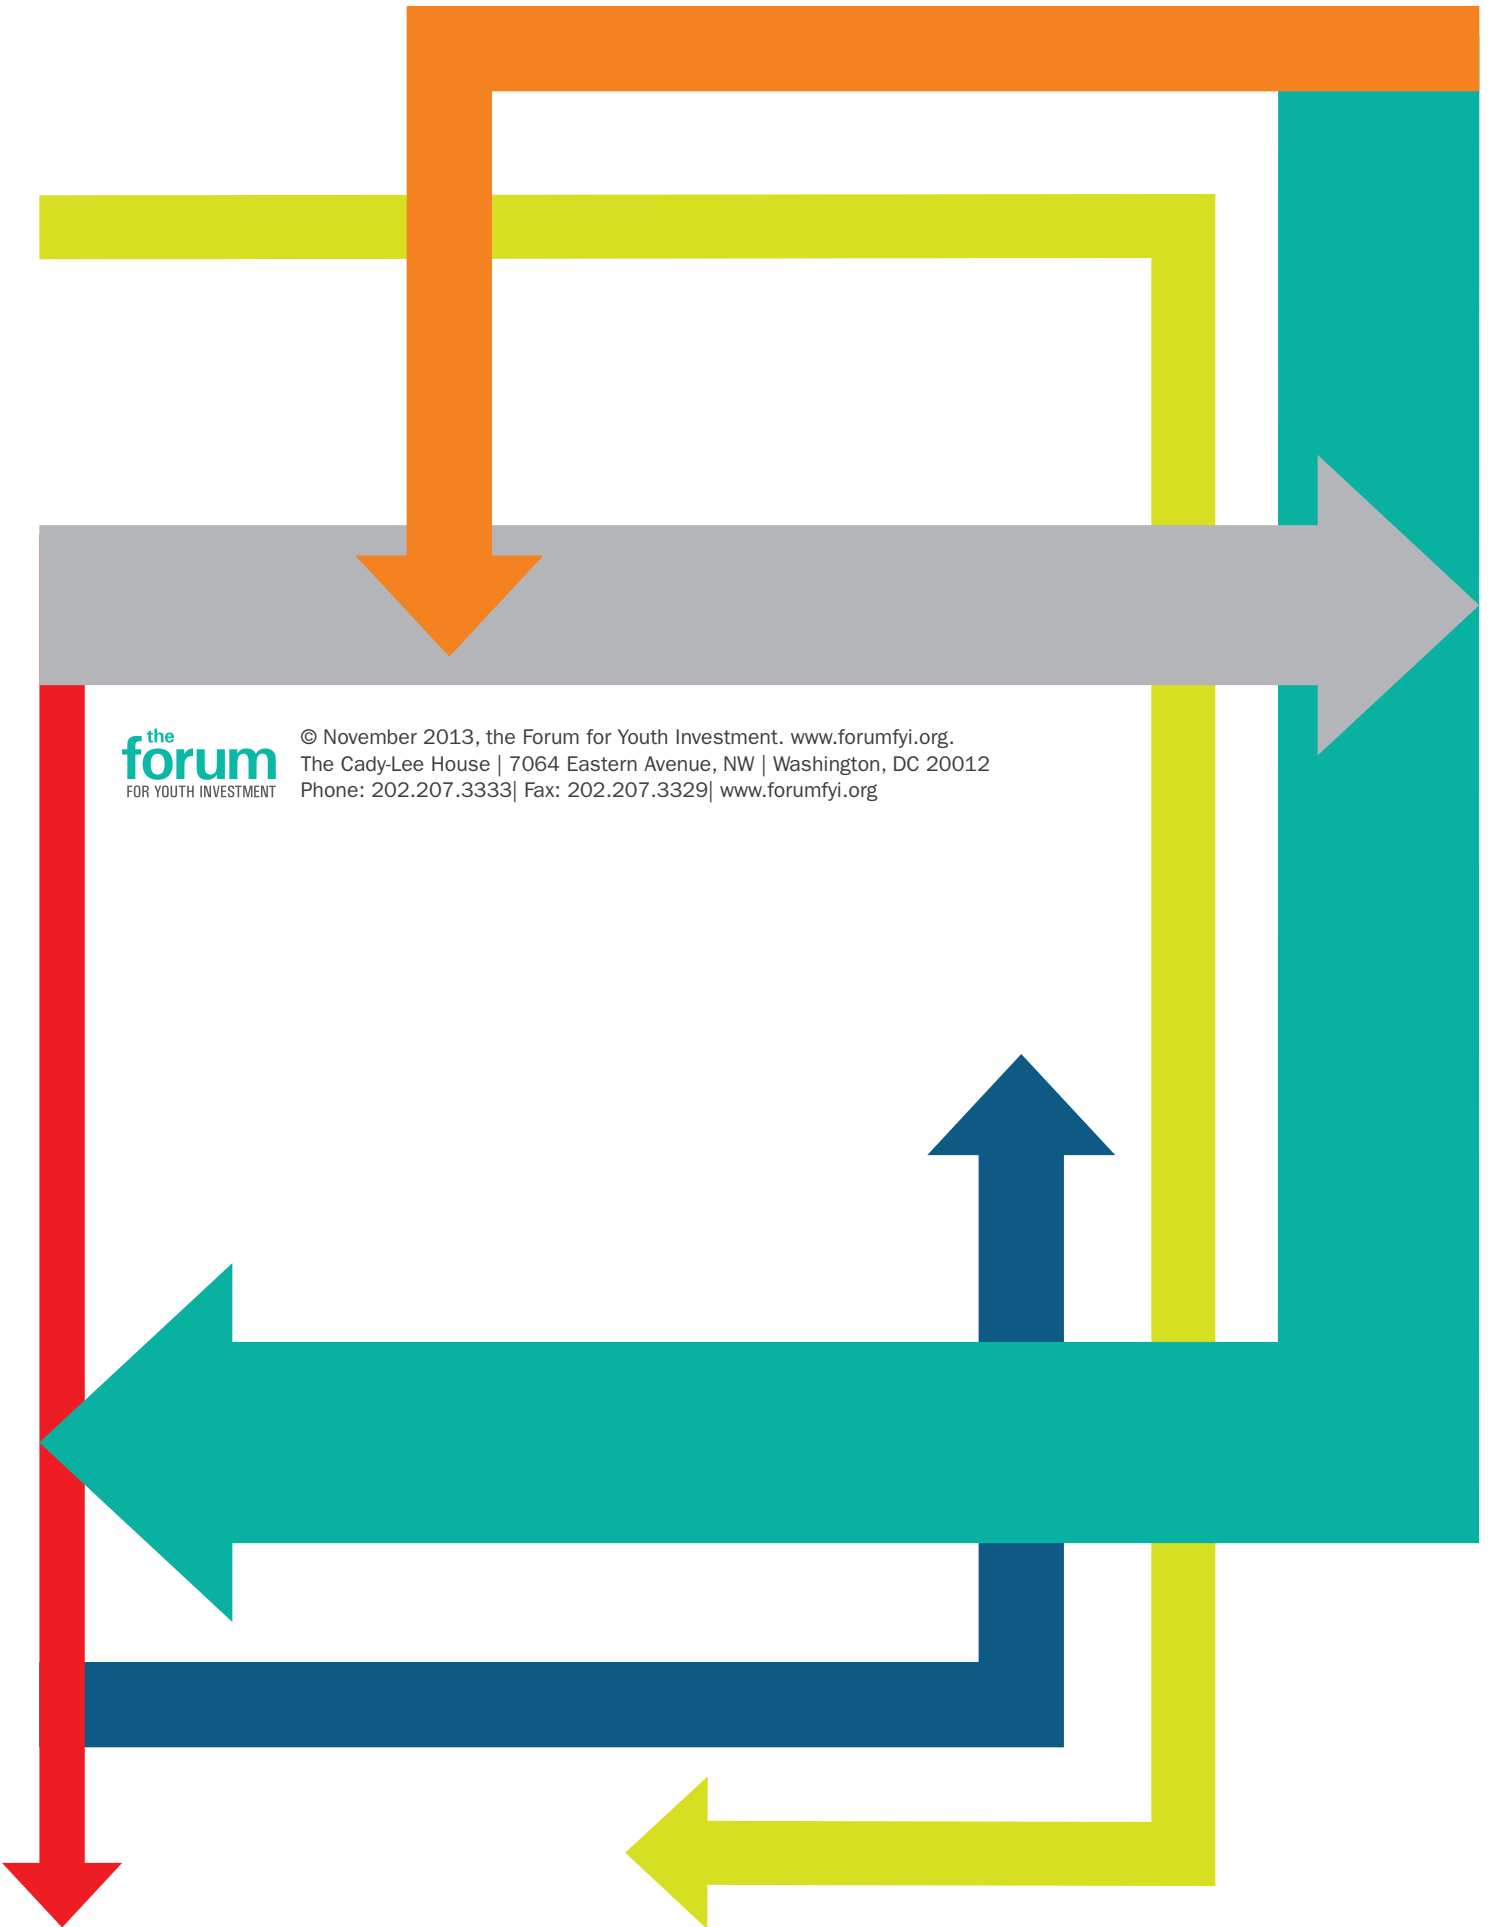 the
forum
FOR YOUTH INVESTMENT
© November 2013, the Forum for Youth Investment. www.forumfyi.org.
The Cady-Lee House | 7064 Eastern Avenue, NW | Washington, DC 20012
Phone: 202.207.3333| Fax: 202.207.3329| www.forumfyi.org